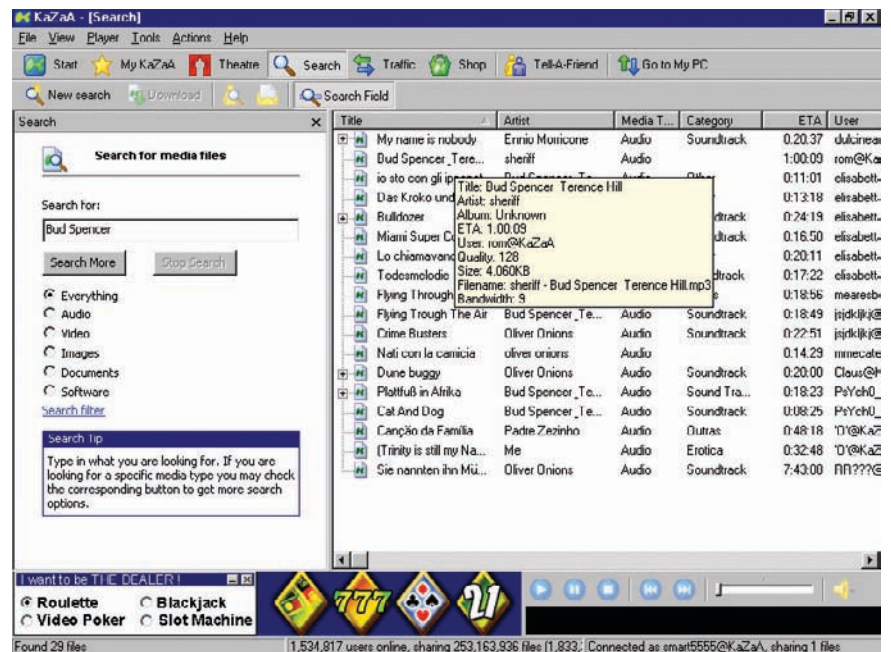 KaZaA - [Search]
File View Player Tools Actions Help
Start My KaZaA Theatre Search Traffic Shop Tell-A-Friend Go to My PC
New search Download Search Field
Search
Search for media files
Search for:
Bud Spencer
Search More Stop Search
Everything
Audio
Video
Images
Documents
Software
Search filter
Search Tip
Type in what you are looking for. If you are
looking for a specific media type you may check
the corresponding button to get more search
options.
Title Artist Media T... Category ETA User
My name is nobody Ennio Morricone Audio Soundtrack 0:20:37
Bud Spencer_Tere... sheriff Audio 1:00:09 rom@Ka
io sto con gli Other 0:11:01 elisabett
Das Kroko und 0:13:18 elisabett
Bulldozer 0:24:19 elisabett
Miami Super 0:16:50 elisabett
Lo 0:20:11 elisabett
Todesmelodie 0:17:22 elisabett
Flying Through 0:18:56
Flying Trough The Air Bud Spencer_Te... Audio Soundtrack 0:18:49
Crime Busters Oliver Onions Audio Soundtrack 0:22:51
Nati con la camicia oliver onions Audio 0:14:29
Dune buggy Oliver Onions Audio Soundtrack 0:20:00
Plattfuß in Afrika Bud Spencer_Te... Audio Sound Tra... 0:18:23 PsYch0_
Cat And Dog Bud Spencer_Te... Audio Soundtrack 0:08:25 PsYch0_
Canção da Família Padre Zezinho Audio Outras 0:48:18
(Trinity is still my Na... Me Audio Erotica 0:32:48
Sie nannten ihn Mü... Oliver Onions Audio Soundtrack 7:43:00
Title: Bud Spencer Terence Hill
Artist: sheriff
Album: Unknown
ETA: 1:00:09
User: rom@KaZaA
Quality: 128
Size: 4.060KB
Filename: sheriff - Bud Spencer Terence Hill.mp3
Bandwidth: 9
I want to be THE DEALER !
Roulette Blackjack
Video Poker Slot Machine
777 21
Found 29 files 1,534,817 users online, sharing 253,163,936 files (1,833, Connected as smart5555@KaZaA, sharing 1 files